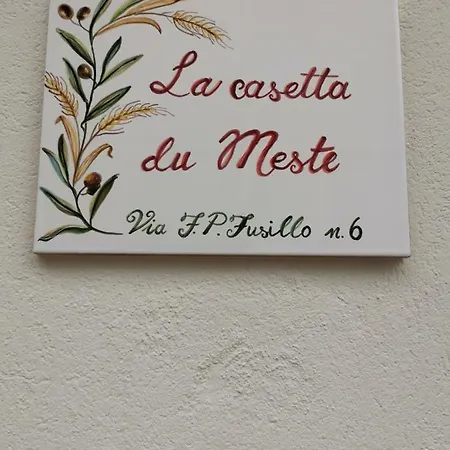 La casetta
du Meste
Via F.P.Fusillo n.6